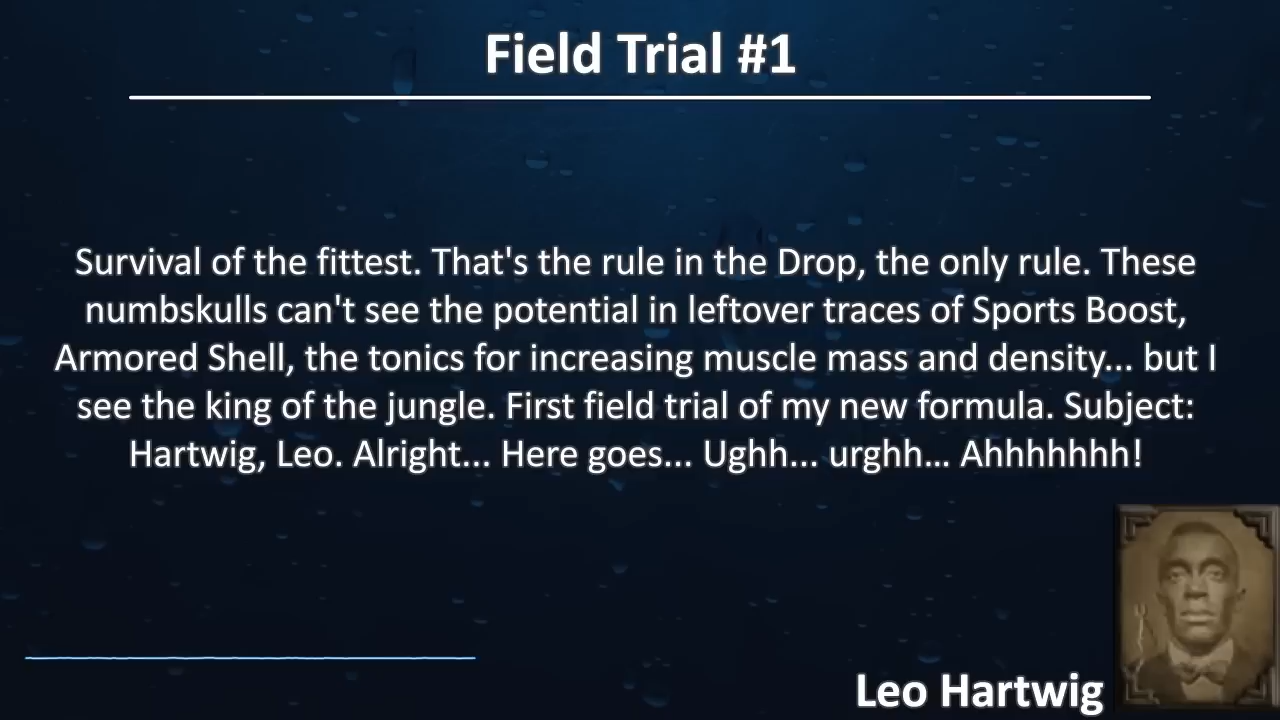 Field Trial #1
Survival of the fittest. That's the rule in the Drop, the only rule. These
numbskulls can't see the potential in leftover traces of Sports Boost,
Armored Shell, the tonics for increasing muscle mass and density... but I
see the king of the jungle. First field trial of my new formula. Subject:
Hartwig, Leo. Alright... Here goes... Ughh... urghh... Ahhhhhhh!
Leo Hartwig